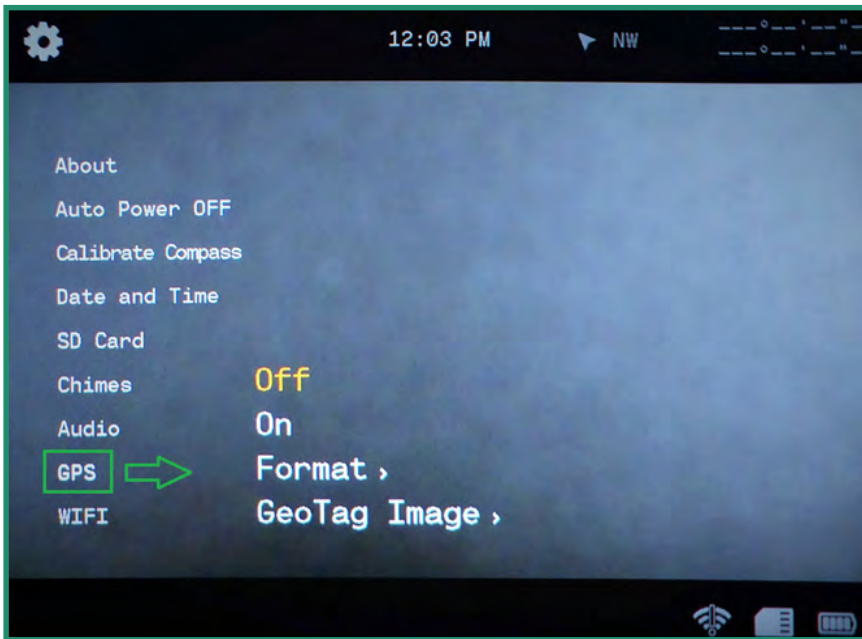 12:03 PM NW ---°--'--"-
---°--'--"-
About
Auto Power OFF
Calibrate Compass
Date and Time
SD Card
Chimes Off
Audio On
GPS Format ›
WIFI GeoTag Image ›